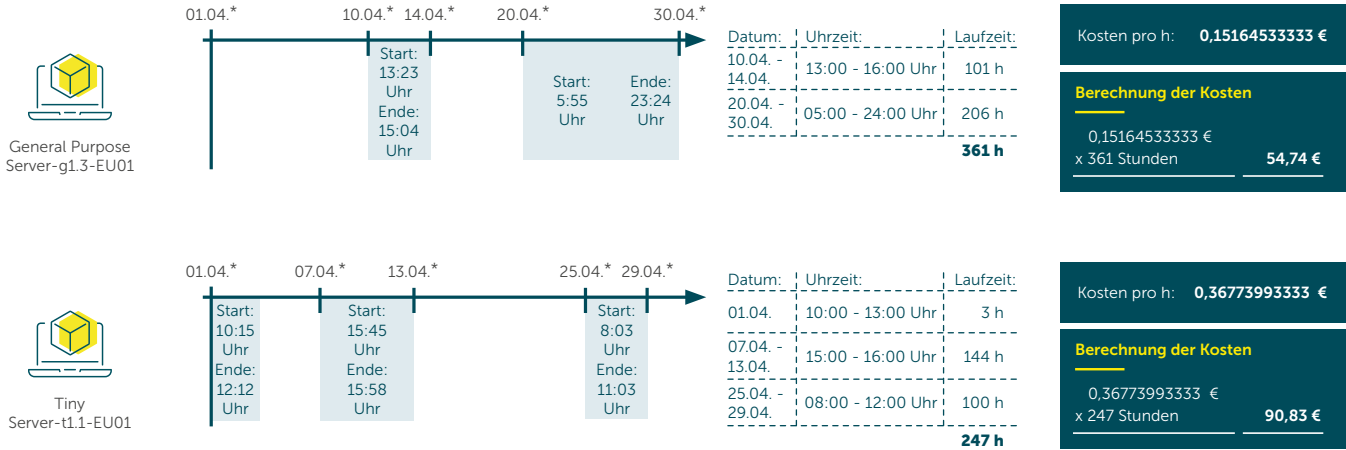 01.04.* 10.04.* 14.04.* 20.04.* 30.04.*
General Purpose
Server-g1.3-EU01
Start:
13:23
Uhr
Ende:
15:04
Uhr
Start:
5:55
Uhr
Ende:
23:24
Uhr
Datum: Uhrzeit: Laufzeit:
10.04. -
14.04.
13:00 - 16:00 Uhr 101 h
20.04. -
30.04.
05:00 - 24:00 Uhr 206 h
361 h
Kosten pro h: 0,15164533333 €
Berechnung der Kosten
0,15164533333 €
x 361 Stunden 54,74 €
01.04.* 07.04.* 13.04.* 25.04.* 29.04.*
Tiny
Server-t1.1-EU01
Start:
10:15
Uhr
Ende:
12:12
Uhr
Start:
15:45
Uhr
Ende:
15:58
Uhr
Start:
8:03
Uhr
Ende:
11:03
Uhr
Datum: Uhrzeit: Laufzeit:
01.04. 10:00 - 13:00 Uhr 3 h
07.04. -
13.04.
15:00 - 16:00 Uhr 144 h
25.04. -
29.04.
08:00 - 12:00 Uhr 100 h
247 h
Kosten pro h: 0,36773993333 €
Berechnung der Kosten
0,36773993333 €
x 247 Stunden 90,83 €